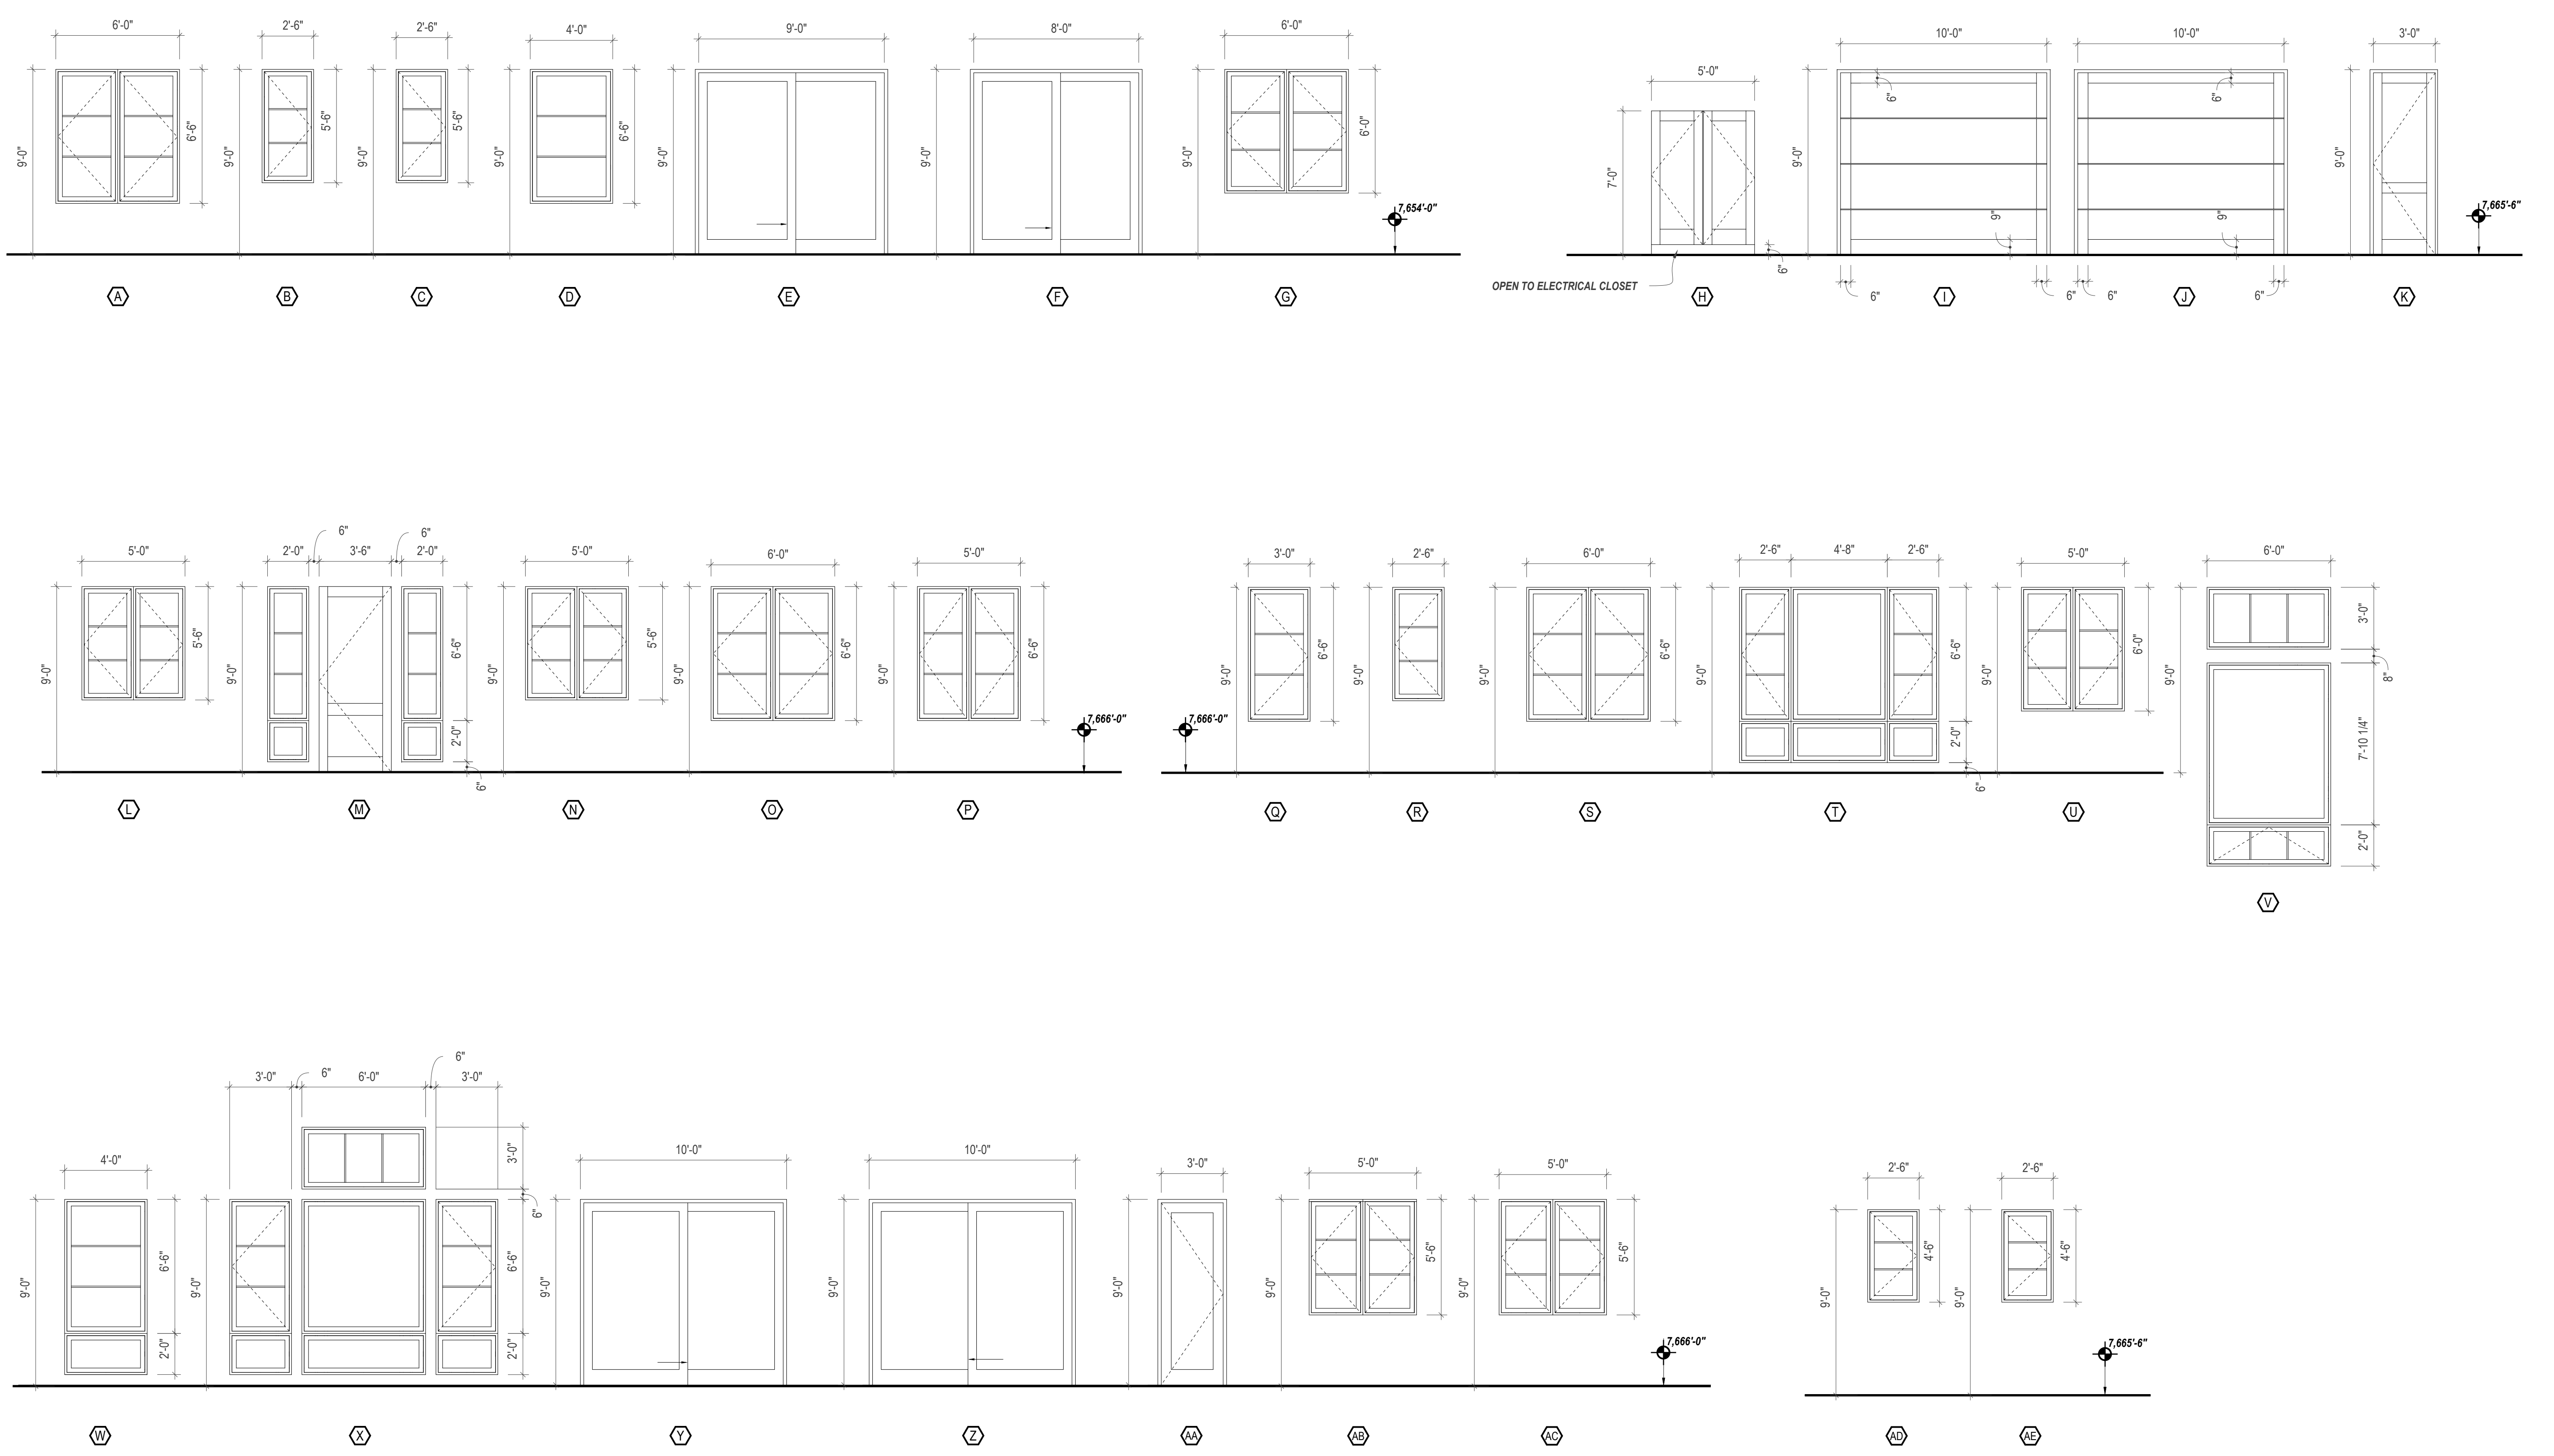 6'-0" 2'-6" 2'-6" 4'-0" 9'-0" 8'-0" 6'-0"
9'-0" 6'-6" 9'-0" 5'-6" 9'-0" 5'-6" 9'-0" 6'-6" 9'-0" 9'-0" 9'-0" 6'-0"
7,654'-0"
A B C D E F G
5'-0" 10'-0" 10'-0" 3'-0"
7'-0" 9'-0" 6" 6" 9'-0"
9" 9" 7,665'-6"
6"
OPEN TO ELECTRICAL CLOSET
6" 6" 6" 6"
H I J K
6" 6"
5'-0" 2'-0" 3'-6" 2'-0" 5'-0" 6'-0" 5'-0"
9'-0" 5'-6" 9'-0" 6'-6" 9'-0" 5'-6" 9'-0" 6'-6" 9'-0" 6'-6"
2'-0" 7,666'-0"
6"
L M N O P
3'-0" 2'-6" 6'-0" 2'-6" 4'-8" 2'-6" 5'-0" 6'-0"
7,666'-0" 9'-0" 6'-6" 9'-0" 5'-6" 9'-0" 6'-6" 9'-0" 6'-6" 9'-0" 6'-0" 9'-0" 3'-0"
8"
2'-0" 7'-10 1/4"
6"
2'-0"
Q R S T U
V
6" 6"
3'-0" 6'-0" 3'-0"
3'-0"
4'-0" 10'-0" 10'-0" 3'-0" 5'-0" 5'-0"
6"
9'-0" 6'-6" 9'-0" 6'-6" 9'-0" 9'-0" 9'-0" 9'-0" 5'-6" 9'-0" 5'-6"
2'-0" 2'-0" 7,666'-0"
W X Y Z AA AB AC
2'-6" 2'-6"
9'-0" 4'-6" 9'-0" 4'-6"
7,665'-6"
AD AE